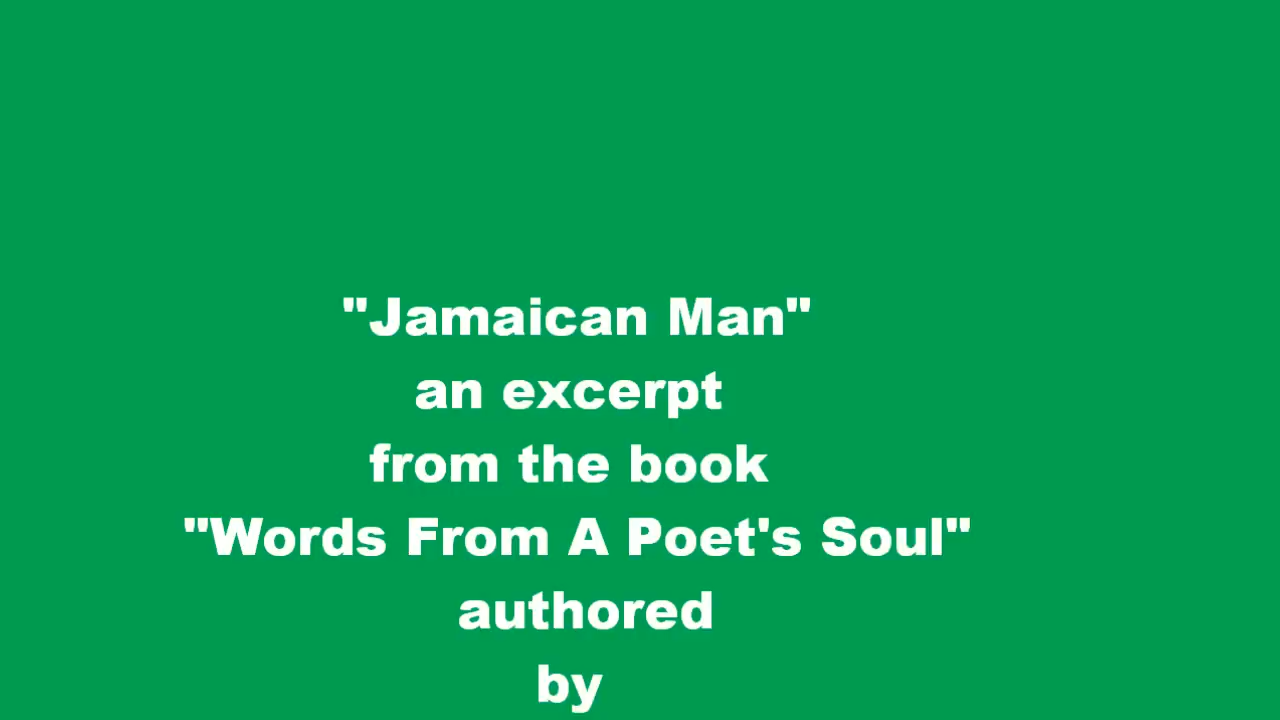 "Jamaican Man"
an excerpt
from the book
"Words From A Poet's Soul"
authored
by